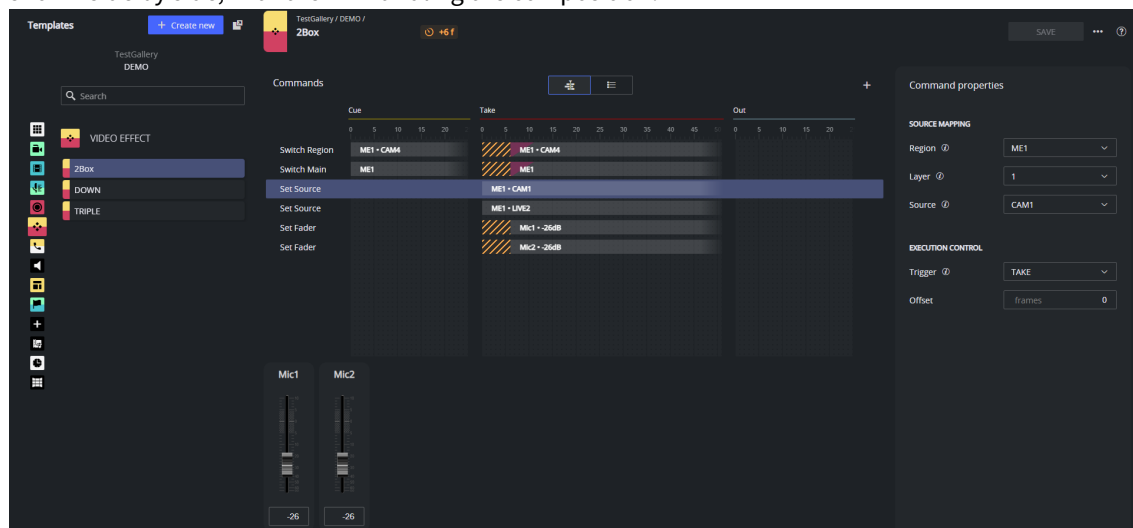 Templates
+ Create new
TestGallery
DEMO
Search
VIDEO EFFECT
2Box
DOWN
TRIPLE
TestGallery / DEMO /
2Box
+6 f
SAVE
Commands
+
Cue
Take
Out
0 5 10 15 20
0 5 10 15 20 25 30 35 40 45 50
0 5 10 15 20
Switch Region
ME1 • CAM4
ME1 • CAM4
Switch Main
ME1
ME1
Set Source
ME1 • CAM1
Set Source
ME1 • LIVE2
Set Fader
Mic1 • -26dB
Set Fader
Mic2 • -26dB
Mic1
Mic2
-26
-26
Command properties
SOURCE MAPPING
Region
ME1
Layer
1
Source
CAM1
EXECUTION CONTROL
Trigger
TAKE
Offset
frames
0